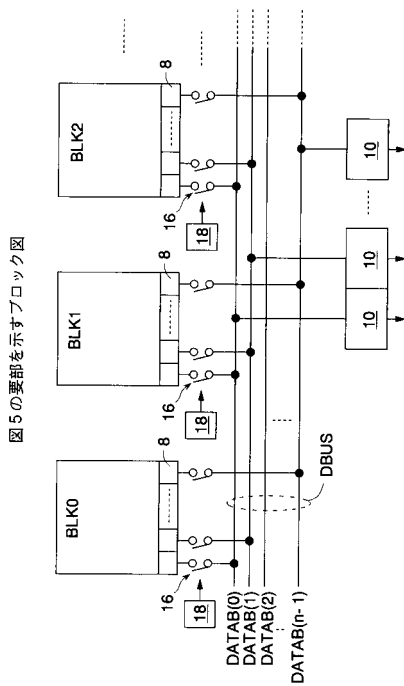 図5の要部を示すブロック図
BLK0
BLK1
BLK2
8
8
8
16
16
16
18
18
18
DATAB(0)
DATAB(1)
DATAB(2)
DATAB(n-1)
DBUS
10
10
10